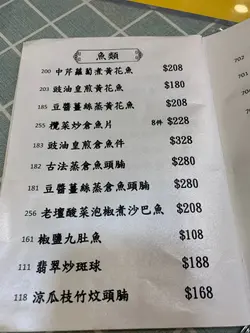 魚類
200 中芹蘿蔔煮黃花魚 $208
201 豉油皇煎黃花魚 $180
185 豆醬薑絲蒸黃花魚 $208
255 欖菜炒倉魚片 8件 $228
183 豉油皇煎倉魚件 $328
182 古法蒸倉魚頭腩 $280
181 豆醬薑絲蒸倉魚頭腩 $280
256 老壇酸菜泡椒煮沙巴魚 $208
161 椒鹽九肚魚 $108
111 翡翠炒斑球 $188
118 涼瓜枝竹炆頭腩 $168
702